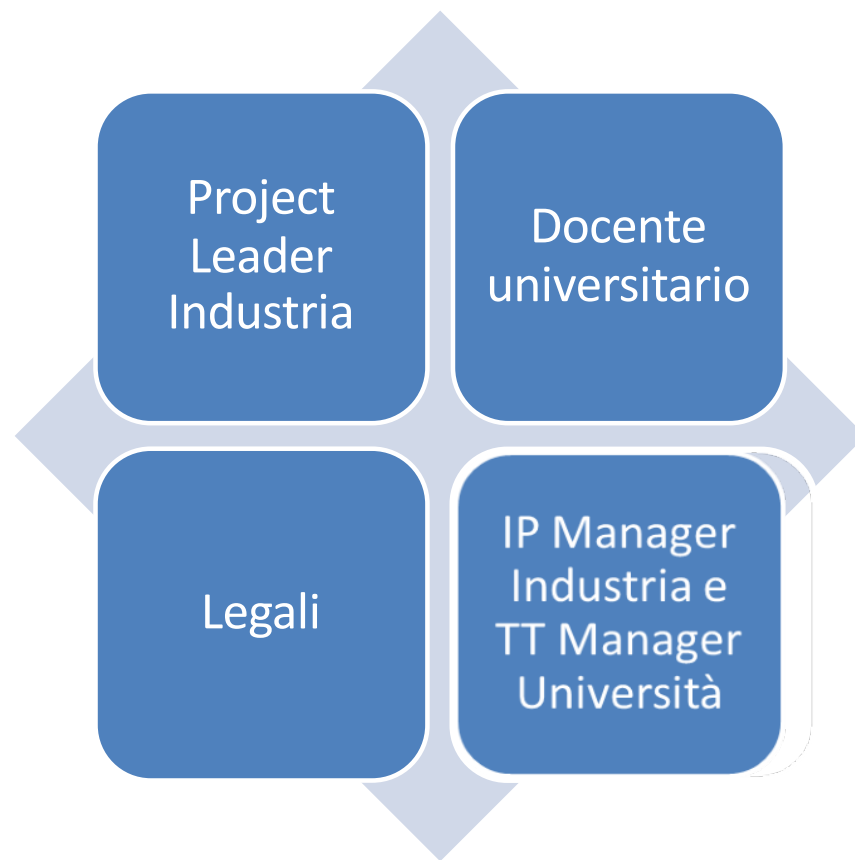 Project
Leader
Industria
Docente
universitario
Legali
IP Manager
Industria e
TT Manager
Università